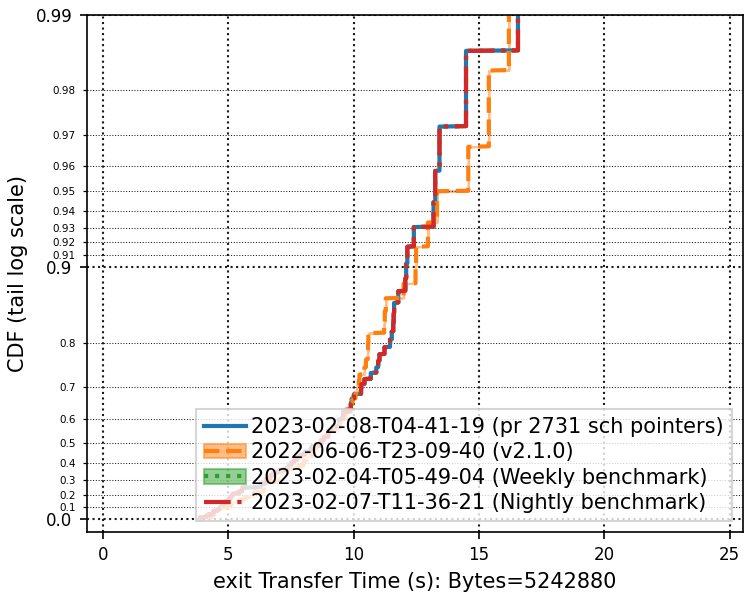 CDF (tail log scale)
0.99
0.98
0.97
0.96
0.95
0.94
0.93
0.92
0.91
0.9
0.8
0.7
0.6
0.5
0.4
0.3
0.2
0.1
0.0
2023-02-08-T04-41-19 (pr 2731 sch pointers)
2022-06-06-T23-09-40 (v2.1.0)
2023-02-04-T05-49-04 (Weekly benchmark)
2023-02-07-T11-36-21 (Nightly benchmark)
0 5 10 15 20 25
exit Transfer Time (s): Bytes=5242880